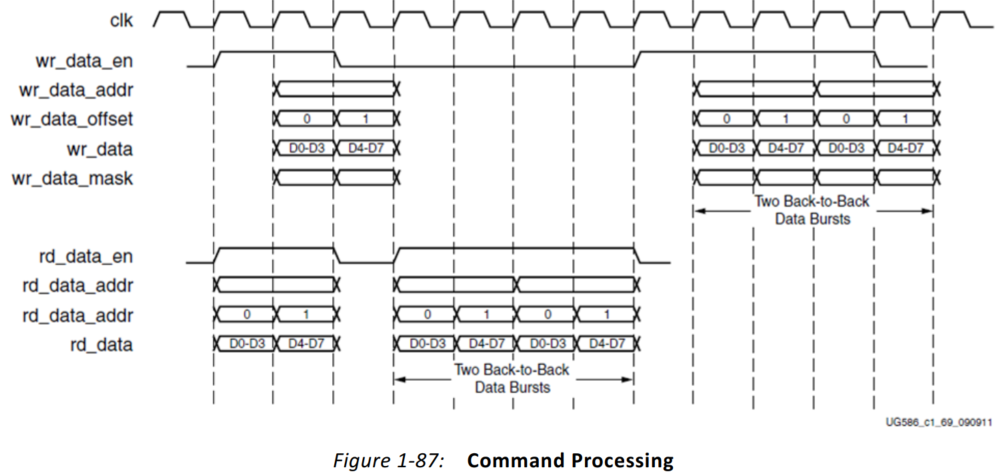 clk
wr_data_en
wr_data_addr
wr_data_offset 0 1 0 1 0 1
wr_data D0-D3 D4-D7 D0-D3 D4-D7 D0-D3 D4-D7
wr_data_mask
Two Back-to-Back
Data Bursts
rd_data_en
rd_data_addr
rd_data_addr 0 1 0 1 0 1
rd_data D0-D3 D4-D7 D0-D3 D4-D7 D0-D3 D4-D7
Two Back-to-Back
Data Bursts
UG586_c1_69_090911
Figure 1-87: Command Processing